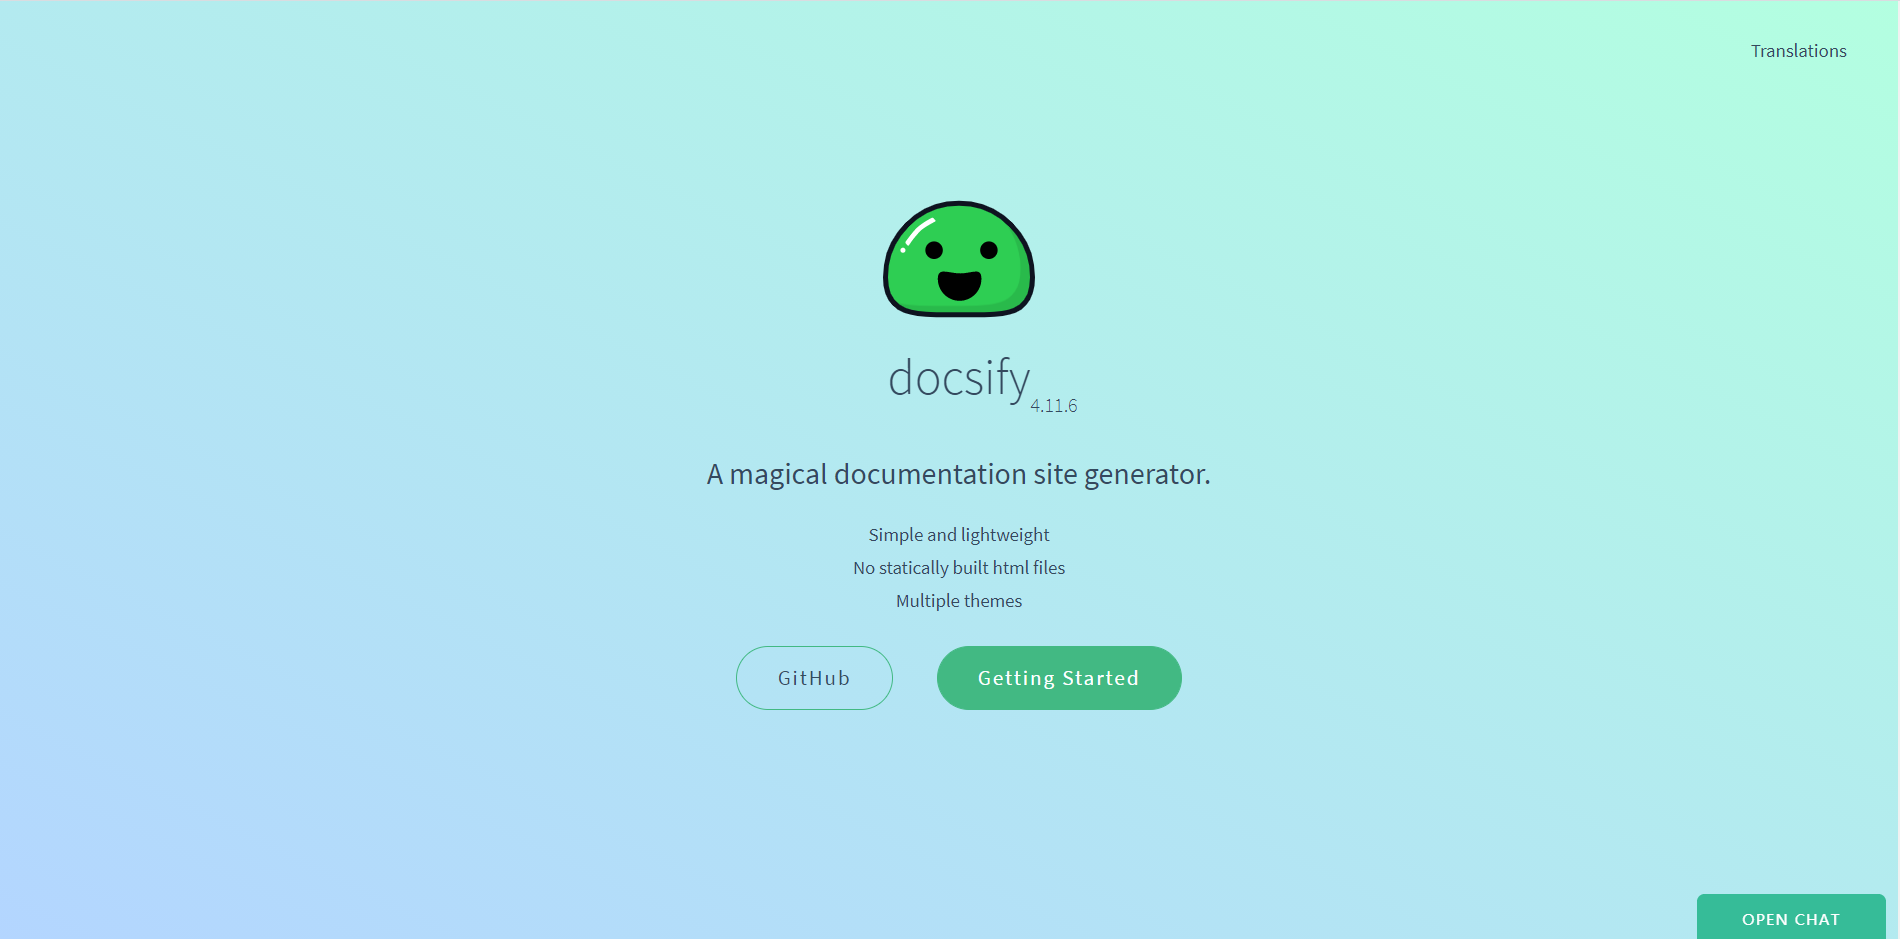 Translations
docsify 4.11.6
A magical documentation site generator.
Simple and lightweight
No statically built html files
Multiple themes
GitHub
Getting Started
OPEN CHAT